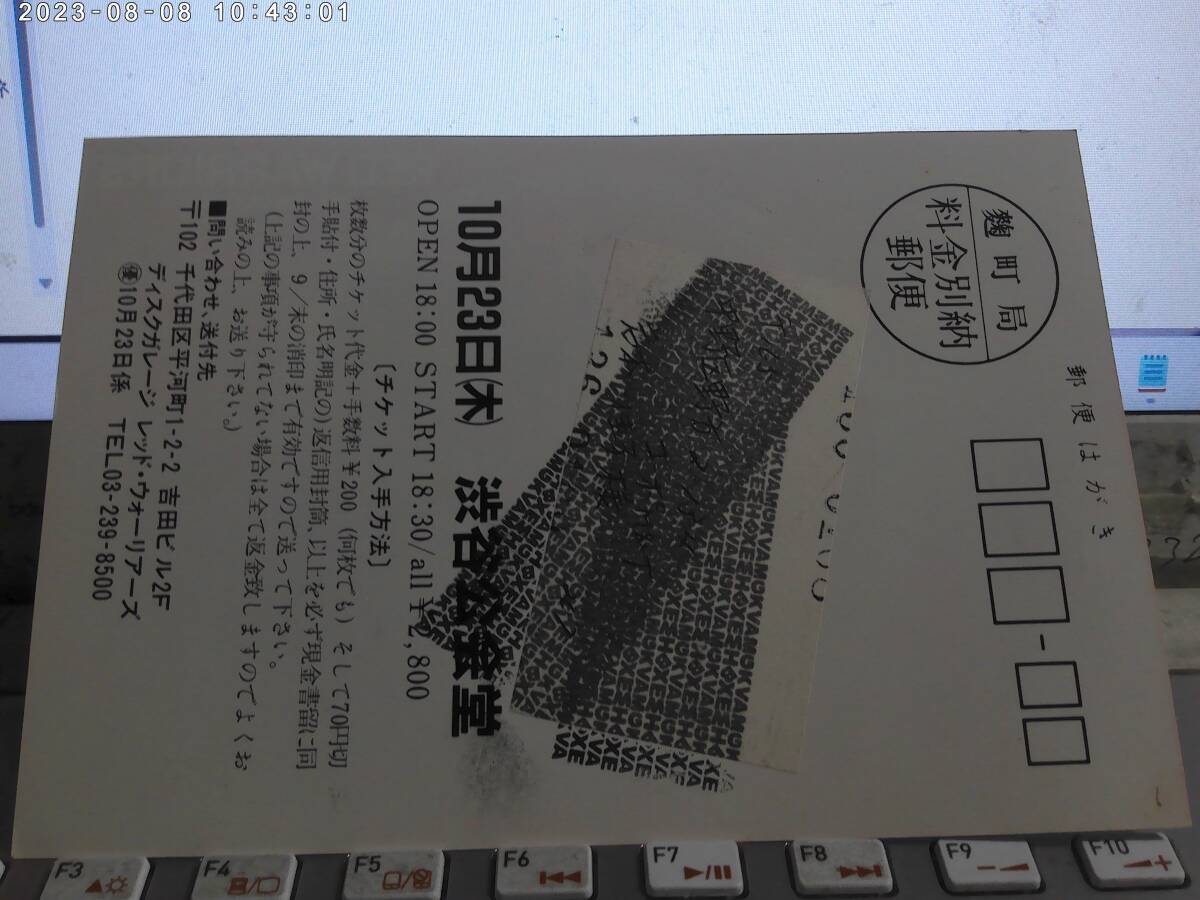 2023-08-08 10:43:01
麴町局
料金別納
郵便
郵便はがき
10月23日(木) 渋谷公会堂
OPEN 18:00 START 18:30/all ¥2,800
〔チケット入手方法〕
枚数分のチケット代金+手数料¥200(何枚でも)そして70円切
手貼付・住所・氏名明記の)返信用封筒、以上を必ず現金書留に同
封の上、9/末の消印まで有効ですので送って下さい。
(上記の事項が守られてない場合は全て返金致しますのでよくお
読みの上、お送り下さい。)
■問い合わせ、送付先
〒102 千代田区平河町1-2-2 吉田ビル2F
ディスクガレージ レッド・ウォーリアーズ
10月23日係 TEL03-239-8500
F3
F4
F5
F6
F7
F8
F9
F10